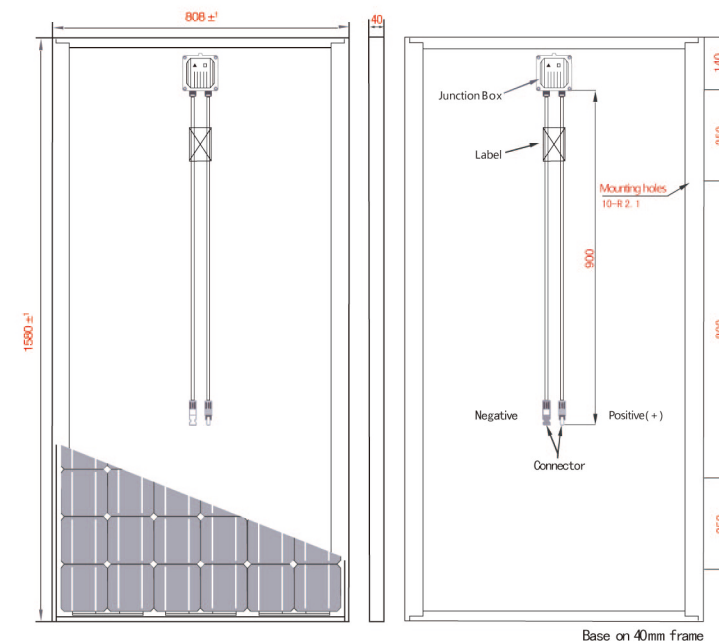 808 ±¹
40
140
Junction Box
Label
Mounting holes
10-R 2. 1
900
1580 ±¹
Negative
Positive(+)
Connector
Base on 40mm frame